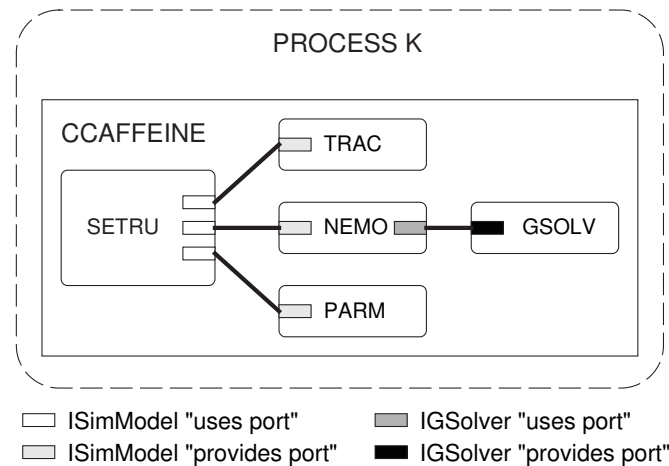 PROCESS K
CCAFFEINE
TRAC
SETRU
NEMO
GSOLV
PARM
ISimModel "uses port"
IGSolver "uses port"
ISimModel "provides port"
IGSolver "provides port"